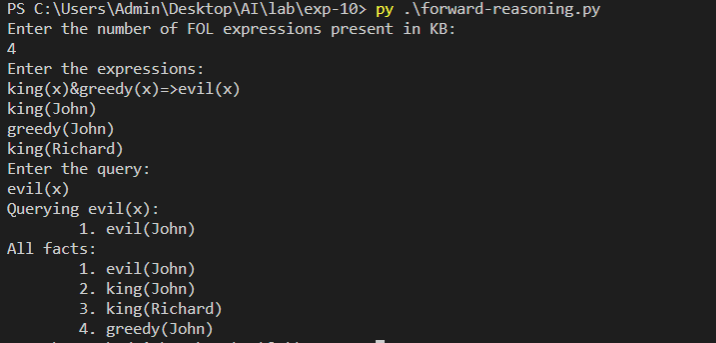 PS C:\Users\Admin\Desktop\AI\lab\exp-10> py .\forward-reasoning.py
Enter the number of FOL expressions present in KB:
4
Enter the expressions:
king(x)&greedy(x)=>evil(x)
king(John)
greedy(John)
king(Richard)
Enter the query:
evil(x)
Querying evil(x):
1. evil(John)
All facts:
1. evil(John)
2. king(John)
3. king(Richard)
4. greedy(John)